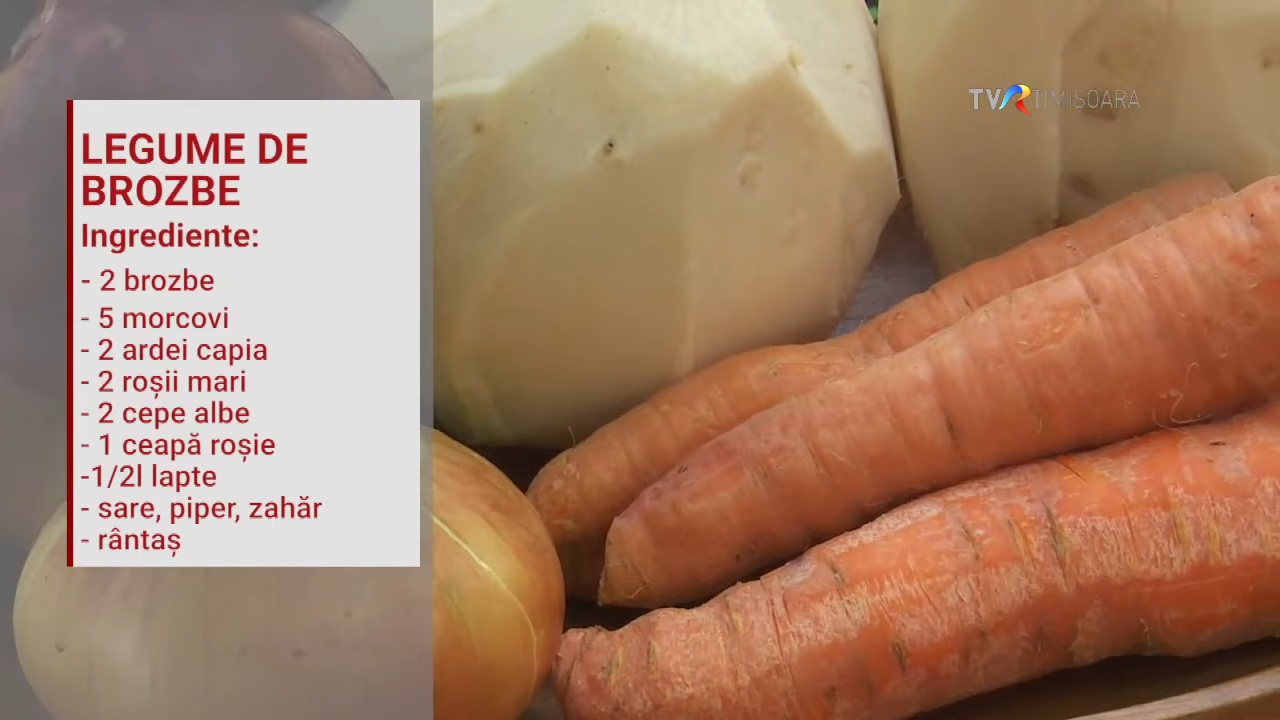 LEGUME DE
BROZBE
Ingrediente:
- 2 brozbe
- 5 morcovi
- 2 ardei capia
- 2 roșii mari
- 2 cepe albe
- 1 ceapă roșie
-1/2l lapte
- sare, piper, zahăr
- rântaș
TVR TIMIȘOARA